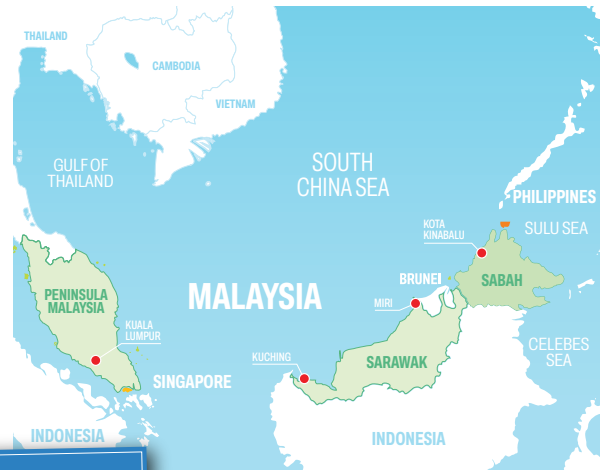 THAILAND
CAMBODIA
VIETNAM
GULF OF
THAILAND
SOUTH
CHINA SEA
PHILIPPINES
KOTA
KINABALU
SULU SEA
BRUNEI
SABAH
PENINSULA
MALAYSIA
MALAYSIA
MIRI
KUALA
LUMPUR
CELEBES
SEA
KUCHING
SARAWAK
SINGAPORE
INDONESIA
INDONESIA